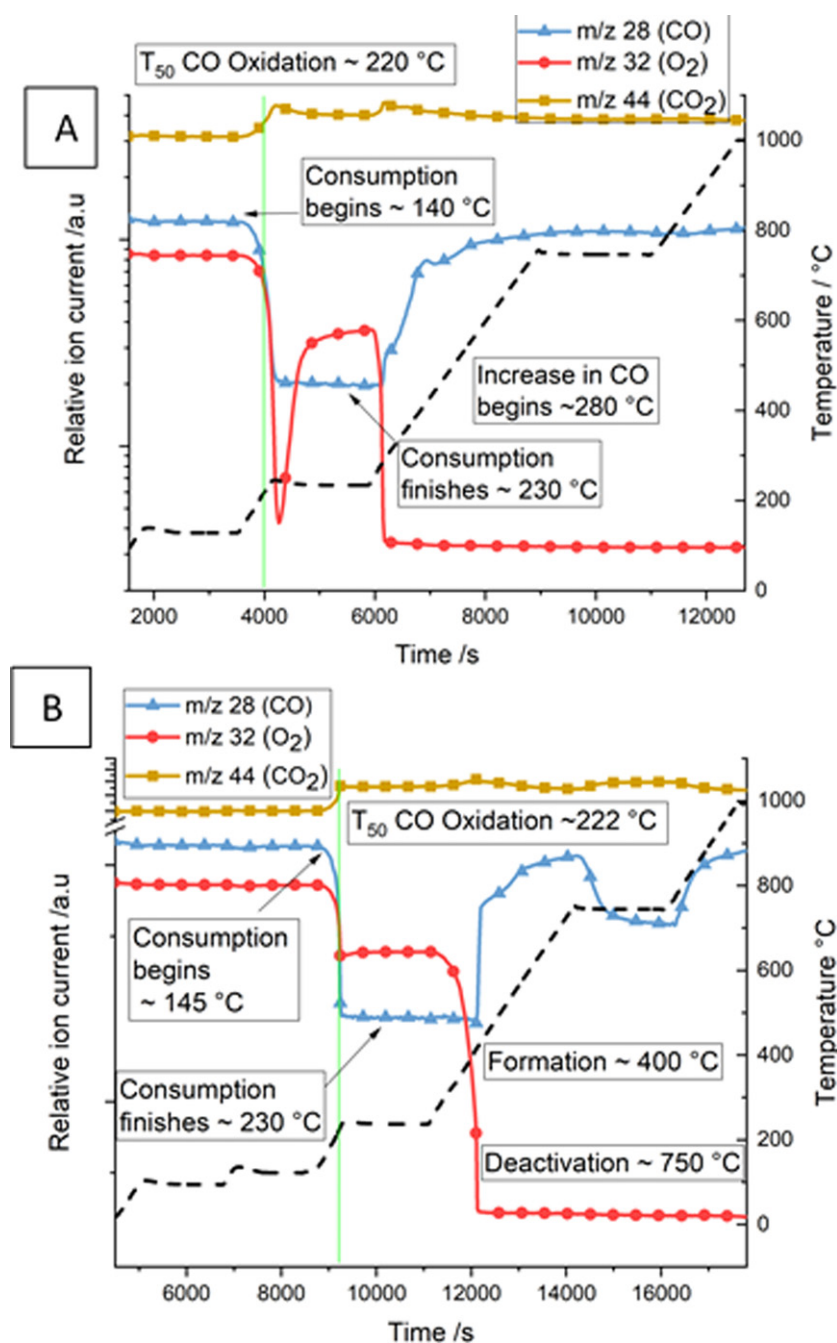 T50 CO Oxidation ~ 220 °C
m/z 28 (CO)
m/z 32 (O2)
m/z 44 (CO2)
A
Consumption
begins ~ 140 °C
Increase in CO
begins ~280 °C
Consumption
finishes ~ 230 °C
Relative ion current /a.u
1000
800
600
400
200
0
Temperature / °C
2000 4000 6000 8000 10000 12000
Time /s
B
m/z 28 (CO)
m/z 32 (O2)
m/z 44 (CO2)
T50 CO Oxidation ~222 °C
Consumption
begins
~ 145 °C
Formation ~ 400 °C
Consumption
finishes ~ 230 °C
Deactivation ~ 750 °C
Relative ion current /a.u
1000
800
600
400
200
0
Temperature °C
6000 8000 10000 12000 14000 16000
Time /s